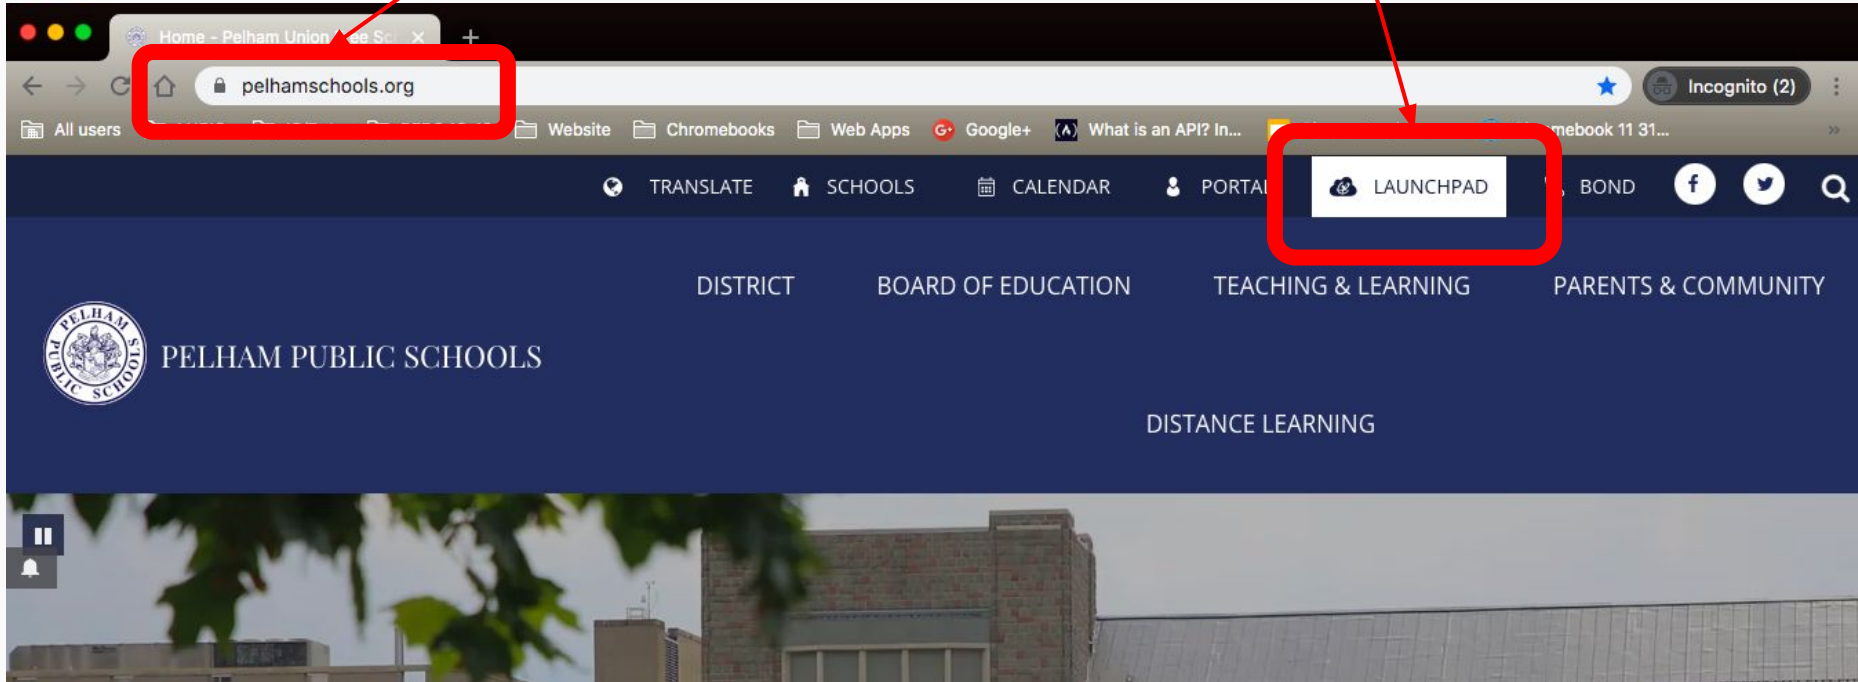 Home - Pelham Union
pelhamschools.org
Incognito (2)
All users
Website
Chromebooks
Web Apps
Google+
What is an API? In...
11 31...
TRANSLATE
SCHOOLS
CALENDAR
PORTAL
LAUNCHPAD
BOND
DISTRICT
BOARD OF EDUCATION
TEACHING & LEARNING
PARENTS & COMMUNITY
PELHAM PUBLIC SCHOOLS
PELHAM PUBLIC SCHOOLS
DISTANCE LEARNING